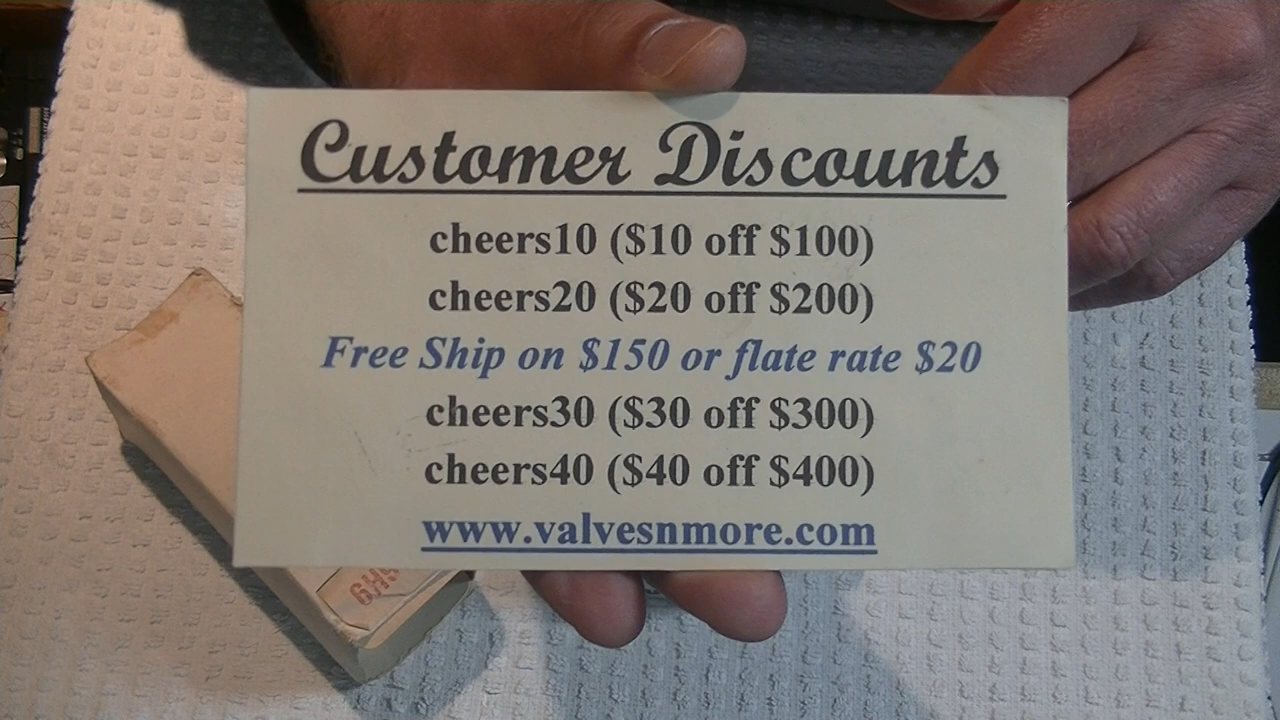 Customer Discounts
cheers10 ($10 off $100)
cheers20 ($20 off $200)
Free Ship on $150 or flate rate $20
cheers30 ($30 off $300)
cheers40 ($40 off $400)
www.valvesnmore.com